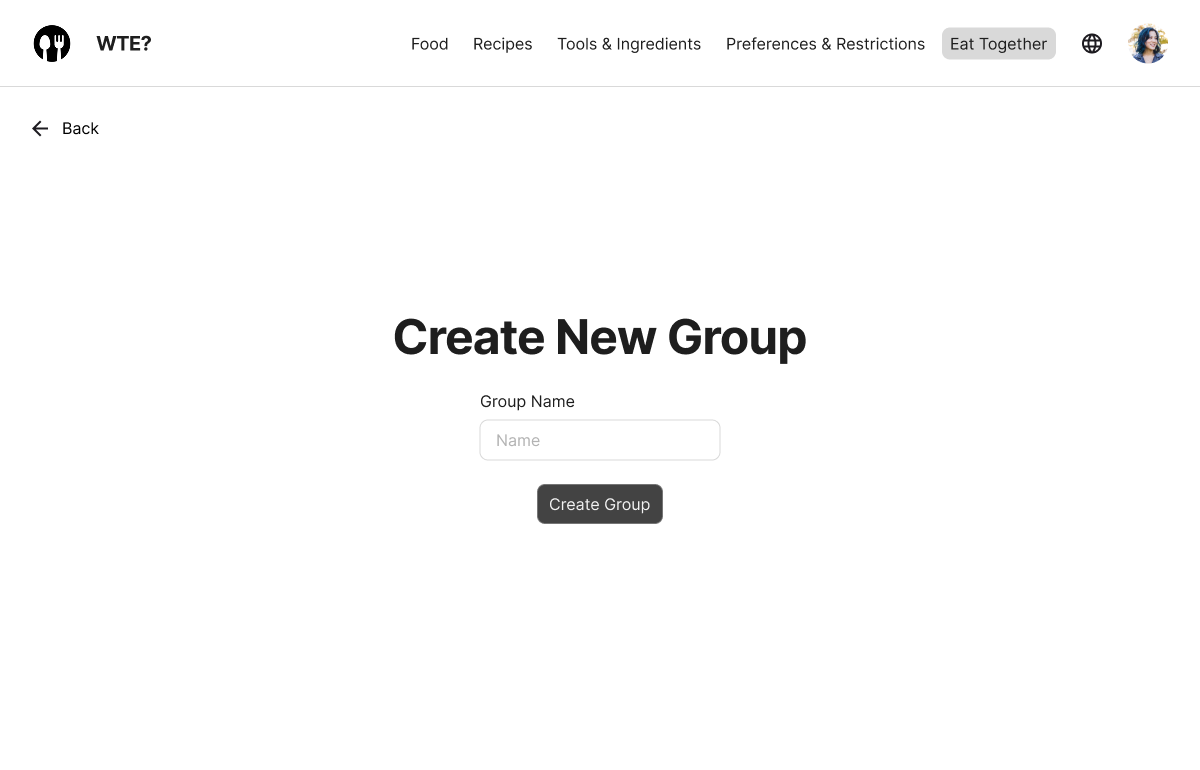 WTE?
Food Recipes Tools & Ingredients Preferences & Restrictions Eat Together
Back
Create New Group
Group Name
Name
Create Group